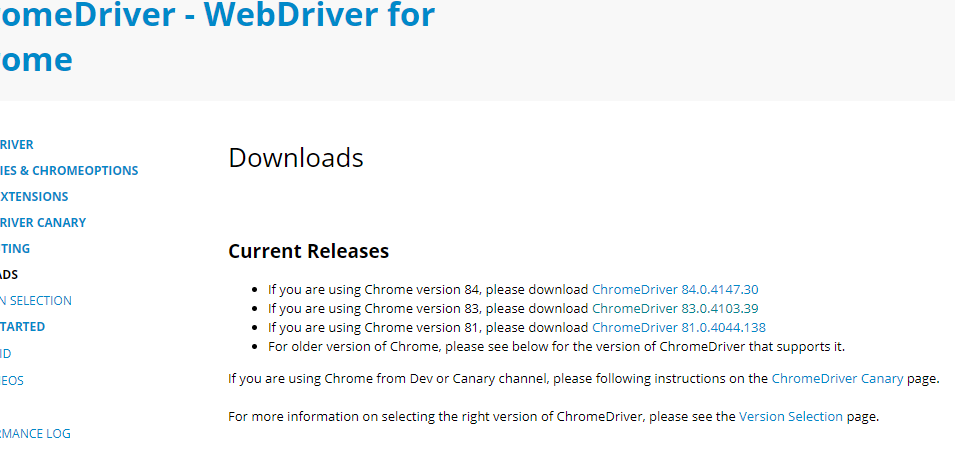 omeDriver - WebDriver for
ome
RIVER
IES & CHROMEOPTIONS
XTENSIONS
RIVER CANARY
TING
ADS
N SELECTION
TARTED
ID
EOS
RMANCE LOG
Downloads
Current Releases
If you are using Chrome version 84, please download ChromeDriver 84.0.4147.30
If you are using Chrome version 83, please download ChromeDriver 83.0.4103.39
If you are using Chrome version 81, please download ChromeDriver 81.0.4044.138
For older version of Chrome, please see below for the version of ChromeDriver that supports it.
If you are using Chrome from Dev or Canary channel, please following instructions on the ChromeDriver Canary page.
For more information on selecting the right version of ChromeDriver, please see the Version Selection page.